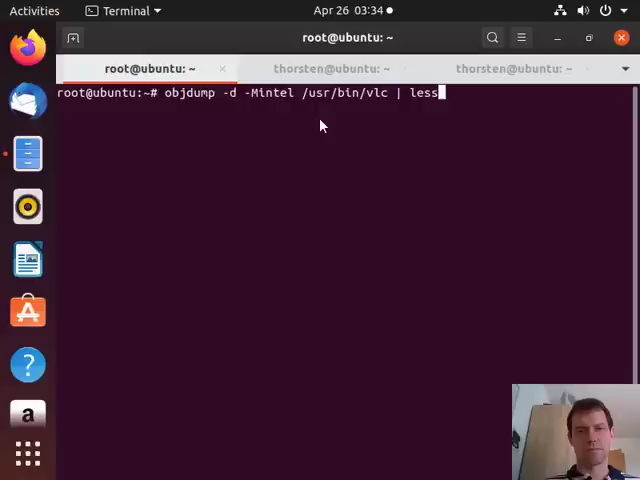 Activities
Terminal
Apr 26 03:34
root@ubuntu: ~
root@ubuntu: ~
thorsten@ubuntu: ~
thorsten@ubuntu: ~
root@ubuntu:~# objdump -d -Mintel /usr/bin/vlc | less
a